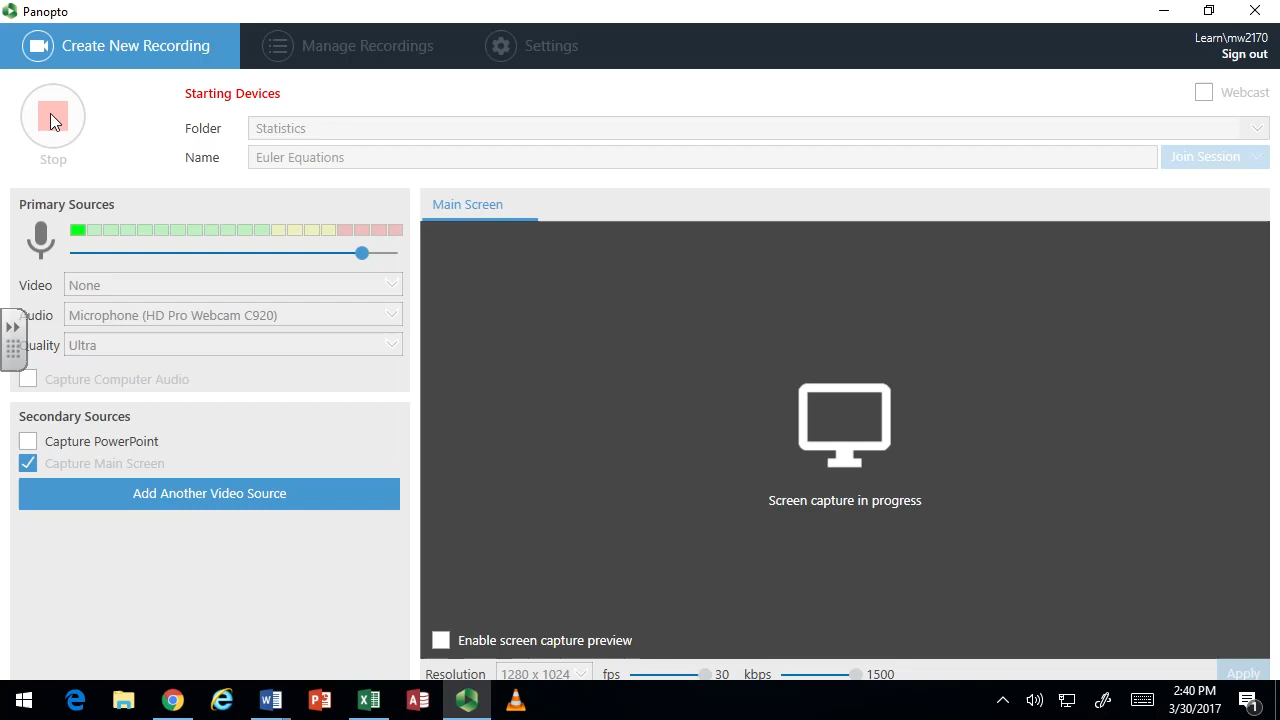 Panopto
Create New Recording
Manage Recordings
Settings
Learn\mw2170
Sign out
Starting Devices
Webcast
Stop
Folder
Statistics
Name
Euler Equations
Join Session
Primary Sources
Video
None
Audio
Microphone (HD Pro Webcam C920)
Quality
Ultra
Capture Computer Audio
Secondary Sources
Capture PowerPoint
Capture Main Screen
Add Another Video Source
Main Screen
Screen capture in progress
Enable screen capture preview
Resolution
1280 x 1024
fps
30
kbps
1500
Apply
2:40 PM
3/30/2017
1